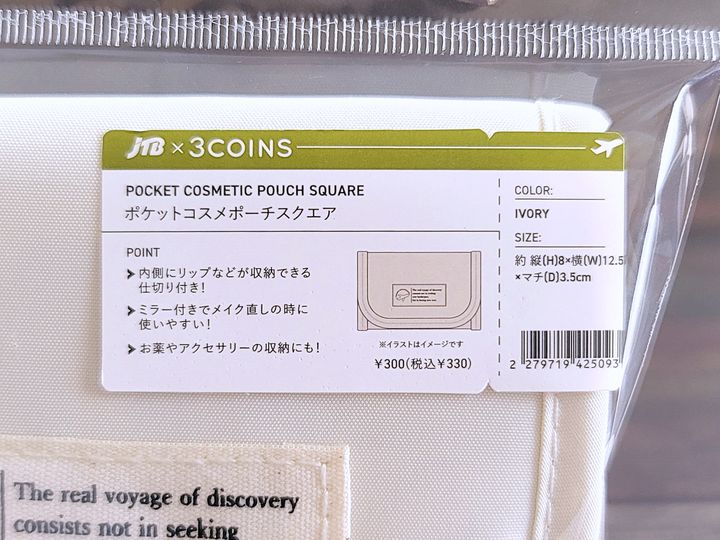 JTB × 3COINS
POCKET COSMETIC POUCH SQUARE
ポケットコスメポーチスクエア
POINT
内側にリップなどが収納できる
仕切り付き!
ミラー付きでメイク直しの時に
使いやすい!
お薬やアクセサリーの収納にも!
The real voyage of discovery
※イラストはイメージです
¥300(税込¥330)
COLOR:
IVORY
SIZE:
約 縦(H)8×横(W)12.5
×マチ(D)3.5cm
2 279719 425093
The real voyage of discovery
consists not in seeking